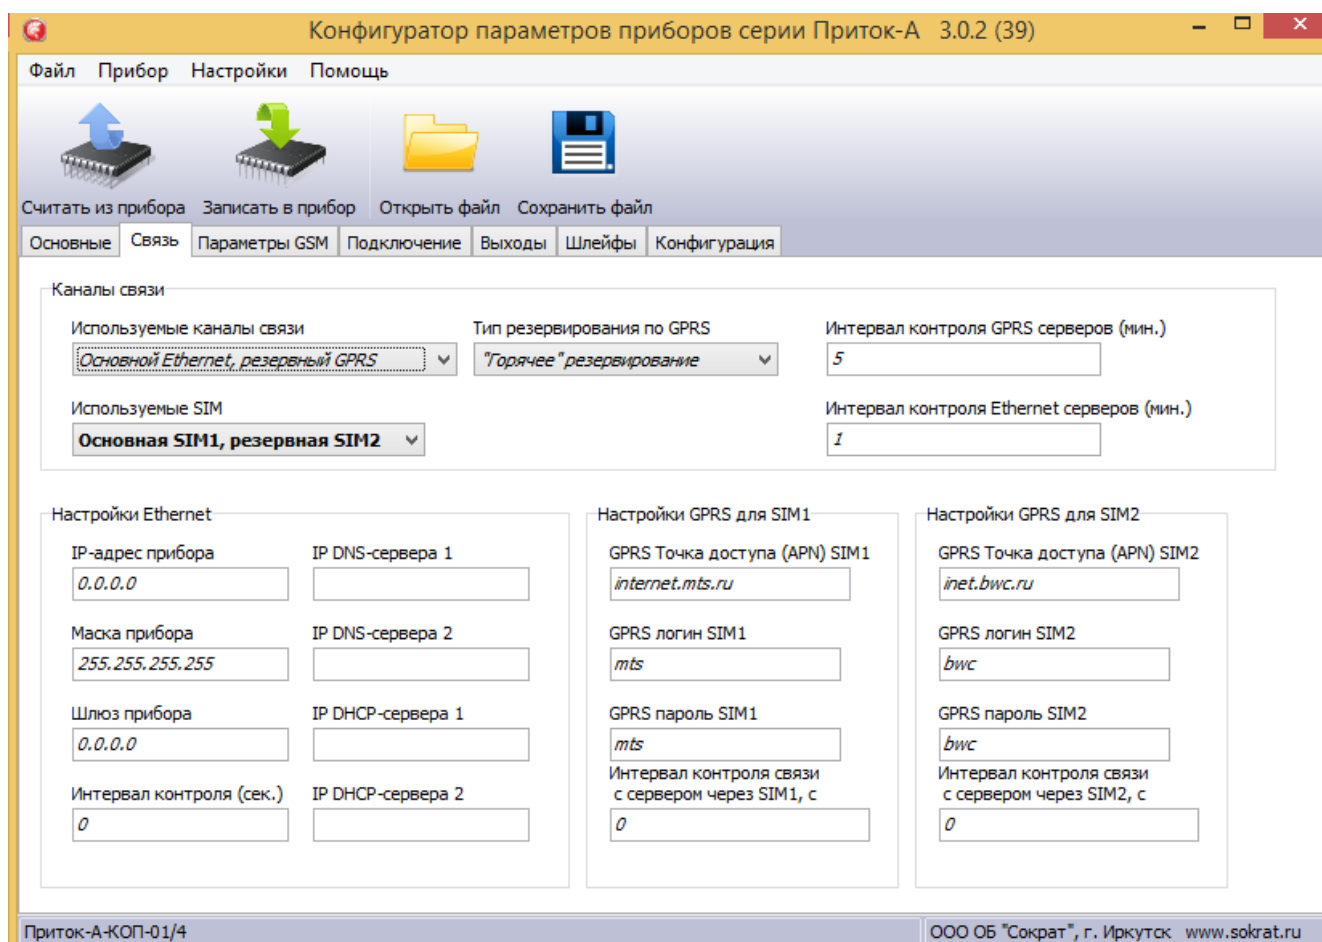 Конфигуратор параметров приборов серии Приток-А 3.0.2 (39)
Файл Прибор Настройки Помощь
Считать из прибора Записать в прибор Открыть файл Сохранить файл
Основные Связь Параметры GSM Подключение Выходы Шлейфы Конфигурация
Каналы связи
Используемые каналы связи Тип резервирования по GPRS Интервал контроля GPRS серверов (мин.)
Основной Ethernet, резервный GPRS "Горячее" резервирование 5
Используемые SIM Интервал контроля Ethernet серверов (мин.)
Основная SIM1, резервная SIM2 1
Настройки Ethernet Настройки GPRS для SIM1 Настройки GPRS для SIM2
IP-адрес прибора IP DNS-сервера 1 GPRS Точка доступа (APN) SIM1 GPRS Точка доступа (APN) SIM2
0.0.0.0 internet.mts.ru inet.bwc.ru
Маска прибора IP DNS-сервера 2 GPRS логин SIM1 GPRS логин SIM2
255.255.255.255 mts bwc
Шлюз прибора IP DHCP-сервера 1 GPRS пароль SIM1 GPRS пароль SIM2
0.0.0.0 mts bwc
Интервал контроля связи Интервал контроля связи
Интервал контроля (сек.) IP DHCP-сервера 2 с сервером через SIM1, с с сервером через SIM2, с
0 0 0
Приток-А-КОП-01/4 ООО ОБ "Сократ", г. Иркутск www.sokrat.ru